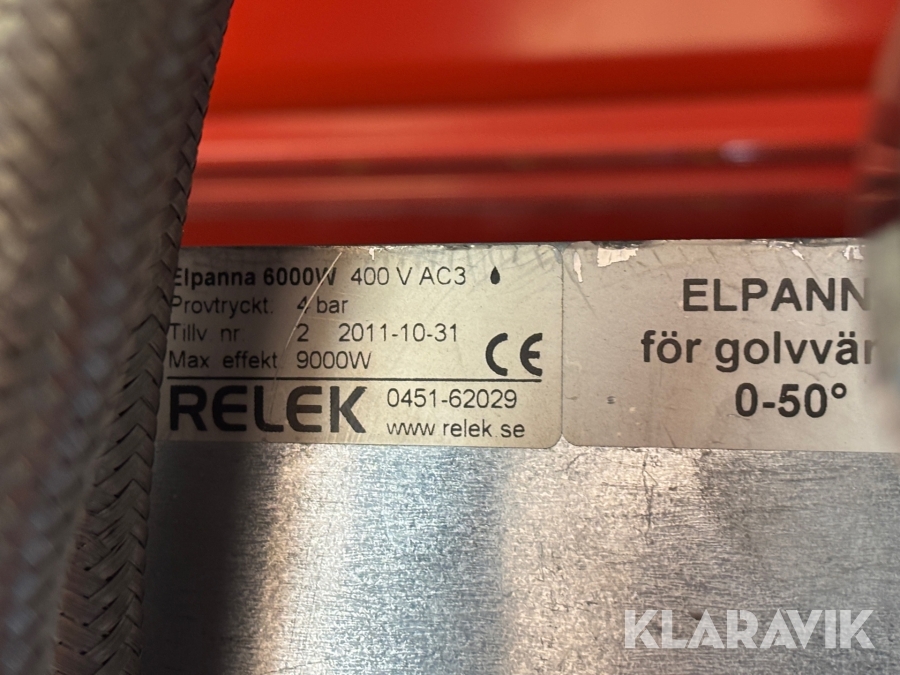 Elpanna 6000W 400 V AC3
Provtryckt. 4 bar
Tillv. nr. 2 2011-10-31
Max effekt 9000W
CE
RELEK
0451-62029
www.relek.se
ELPANN
för golvvär
0-50°
KLARAVIK